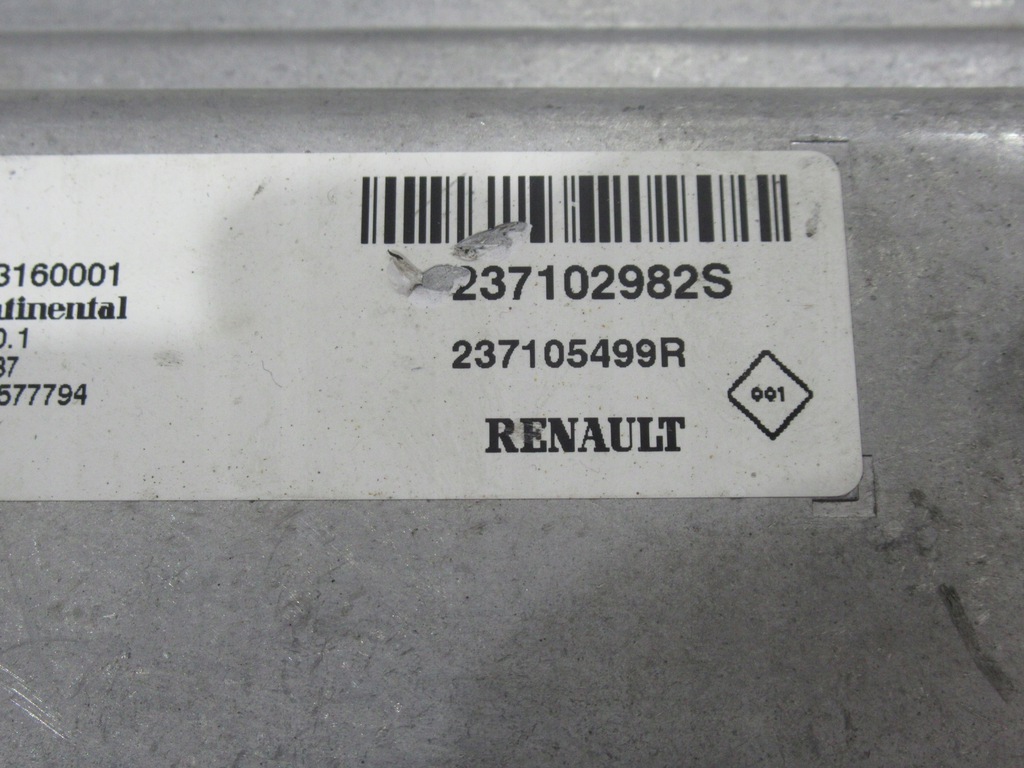 237102982S
3160001
ntinental
237105499R
0.1
37
577794
001
RENAULT